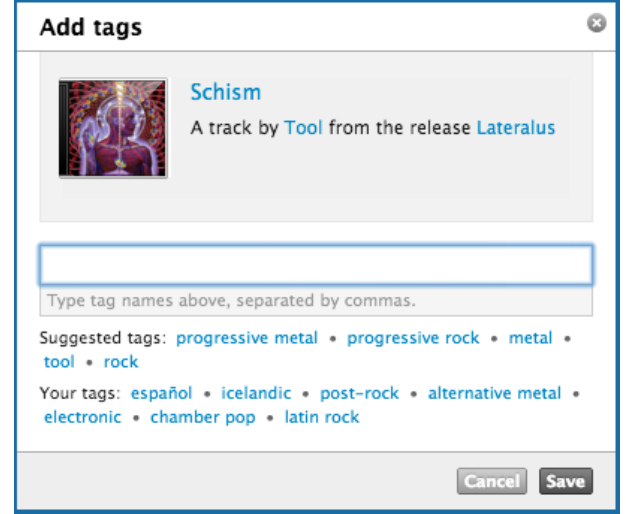 Add tags
Schism
A track by Tool from the release Lateralus
Type tag names above, separated by commas.
Suggested tags: progressive metal • progressive rock • metal •
tool • rock
Your tags: español • icelandic • post-rock • alternative metal •
electronic • chamber pop • latin rock
Cancel Save